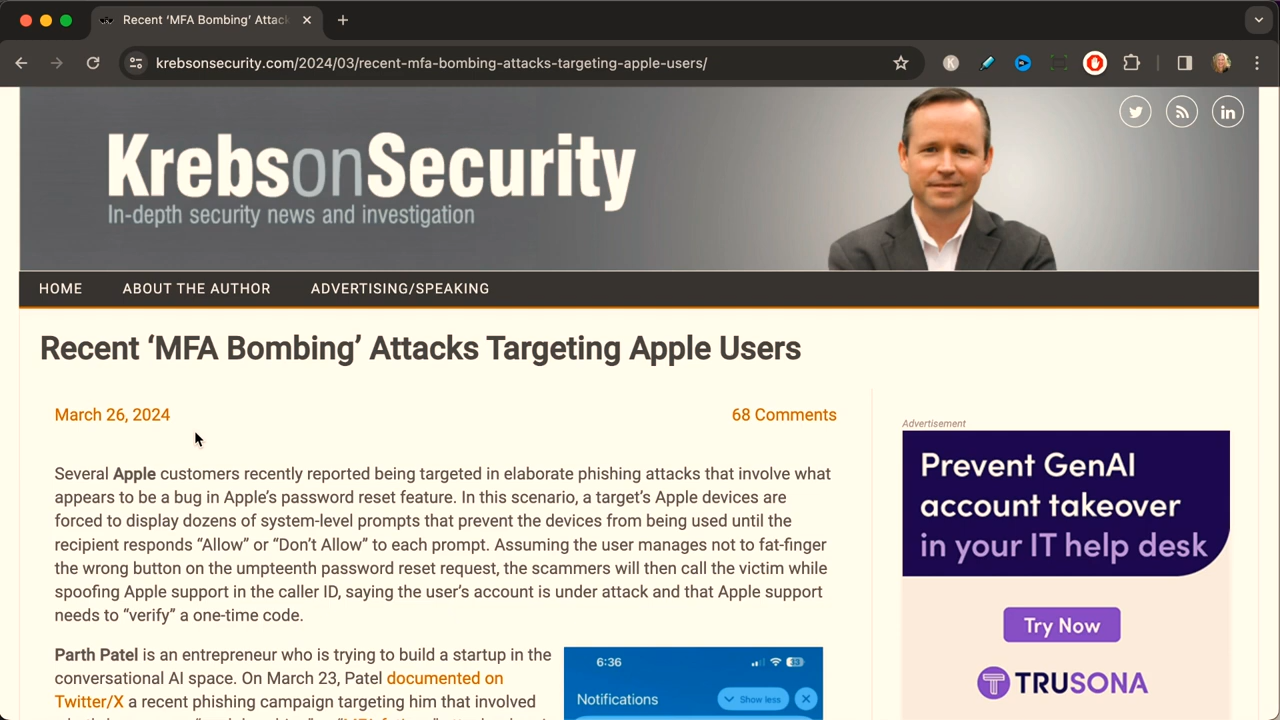 Recent ‘MFA Bombing’ Attack
krebsonsecurity.com/2024/03/recent-mfa-bombing-attacks-targeting-apple-users/
K
KrebsonSecurity
In-depth security news and investigation
in
HOME
ABOUT THE AUTHOR
ADVERTISING/SPEAKING
Recent ‘MFA Bombing’ Attacks Targeting Apple Users
March 26, 2024
68 Comments
Several Apple customers recently reported being targeted in elaborate phishing attacks that involve what
appears to be a bug in Apple’s password reset feature. In this scenario, a target’s Apple devices are
forced to display dozens of system-level prompts that prevent the devices from being used until the
recipient responds “Allow” or “Don’t Allow” to each prompt. Assuming the user manages not to fat-finger
the wrong button on the umpteenth password reset request, the scammers will then call the victim while
spoofing Apple support in the caller ID, saying the user’s account is under attack and that Apple support
needs to “verify” a one-time code.
Parth Patel is an entrepreneur who is trying to build a startup in the
conversational AI space. On March 23, Patel documented on
Twitter/X a recent phishing campaign targeting him that involved
6:36
33
Notifications
Show less
Advertisement
Prevent GenAI
account takeover
in your IT help desk
Try Now
TRUSONA